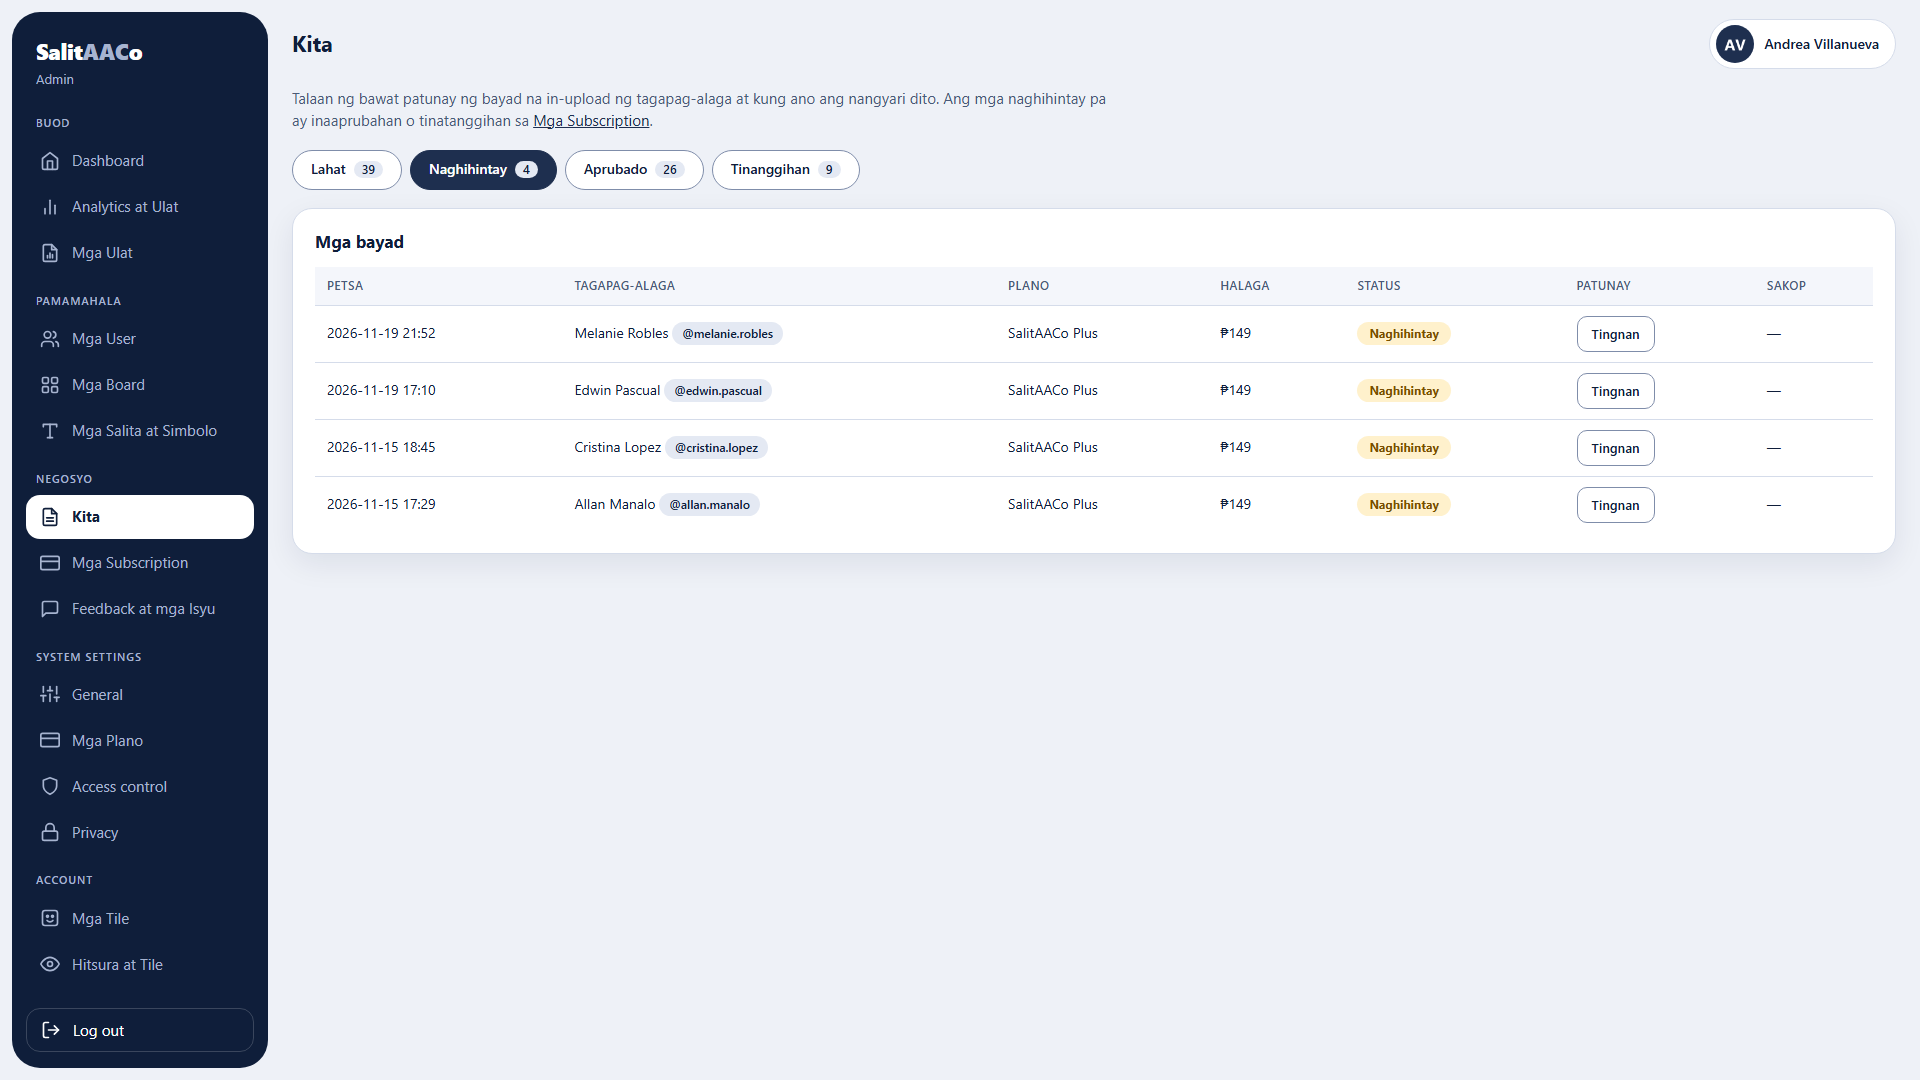 SalitAACo
Admin
BUOD
Dashboard
Analytics at Ulat
Mga Ulat
PAMAMAHALA
Mga User
Mga Board
Mga Salita at Simbolo
NEGOSYO
Kita
Mga Subscription
Feedback at mga Isyu
SYSTEM SETTINGS
General
Mga Plano
Access control
Privacy
ACCOUNT
Mga Tile
Hitsura at Tile
Log out
Kita
AV Andrea Villanueva
Talaan ng bawat patunay ng bayad na in-upload ng tagapag-alaga at kung ano ang nangyari dito. Ang mga naghihintay pa
ay inaaprubahan o tinatanggihan sa Mga Subscription.
Lahat 39 Naghihintay 4 Aprubado 26 Tinanggihan 9
Mga bayad
PETSA TAGAPAG-ALAGA PLANO HALAGA STATUS PATUNAY SAKOP
2026-11-19 21:52 Melanie Robles @melanie.robles SalitAACo Plus ₱149 Naghihintay Tingnan —
2026-11-19 17:10 Edwin Pascual @edwin.pascual SalitAACo Plus ₱149 Naghihintay Tingnan —
2026-11-15 18:45 Cristina Lopez @cristina.lopez SalitAACo Plus ₱149 Naghihintay Tingnan —
2026-11-15 17:29 Allan Manalo @allan.manalo SalitAACo Plus ₱149 Naghihintay Tingnan —